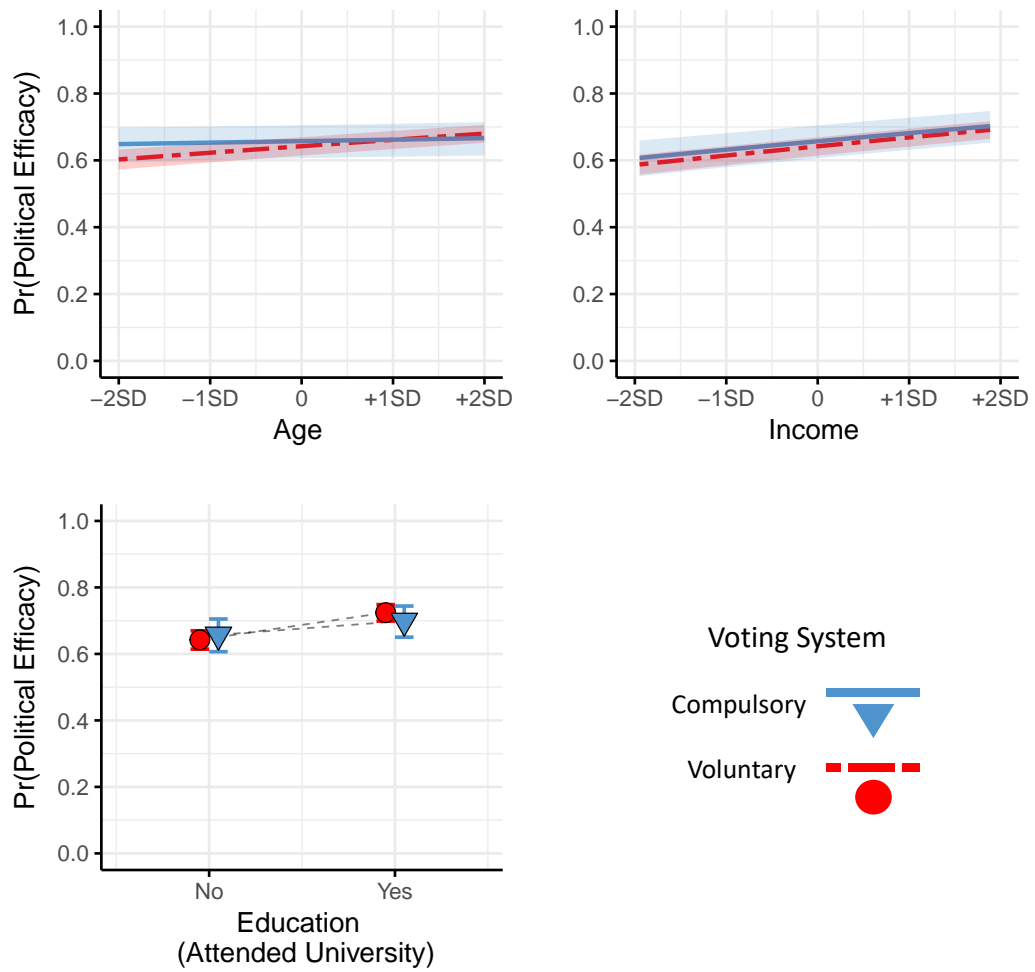 Pr(Political Efficacy)
1.0
0.8
0.6
0.4
0.2
0.0
−2SD −1SD 0 +1SD +2SD
Age
1.0
0.8
0.6
0.4
0.2
0.0
−2SD −1SD 0 +1SD +2SD
Income
Pr(Political Efficacy)
1.0
0.8
0.6
0.4
0.2
0.0
No Yes
Education
(Attended University)
Voting System
Compulsory
Voluntary